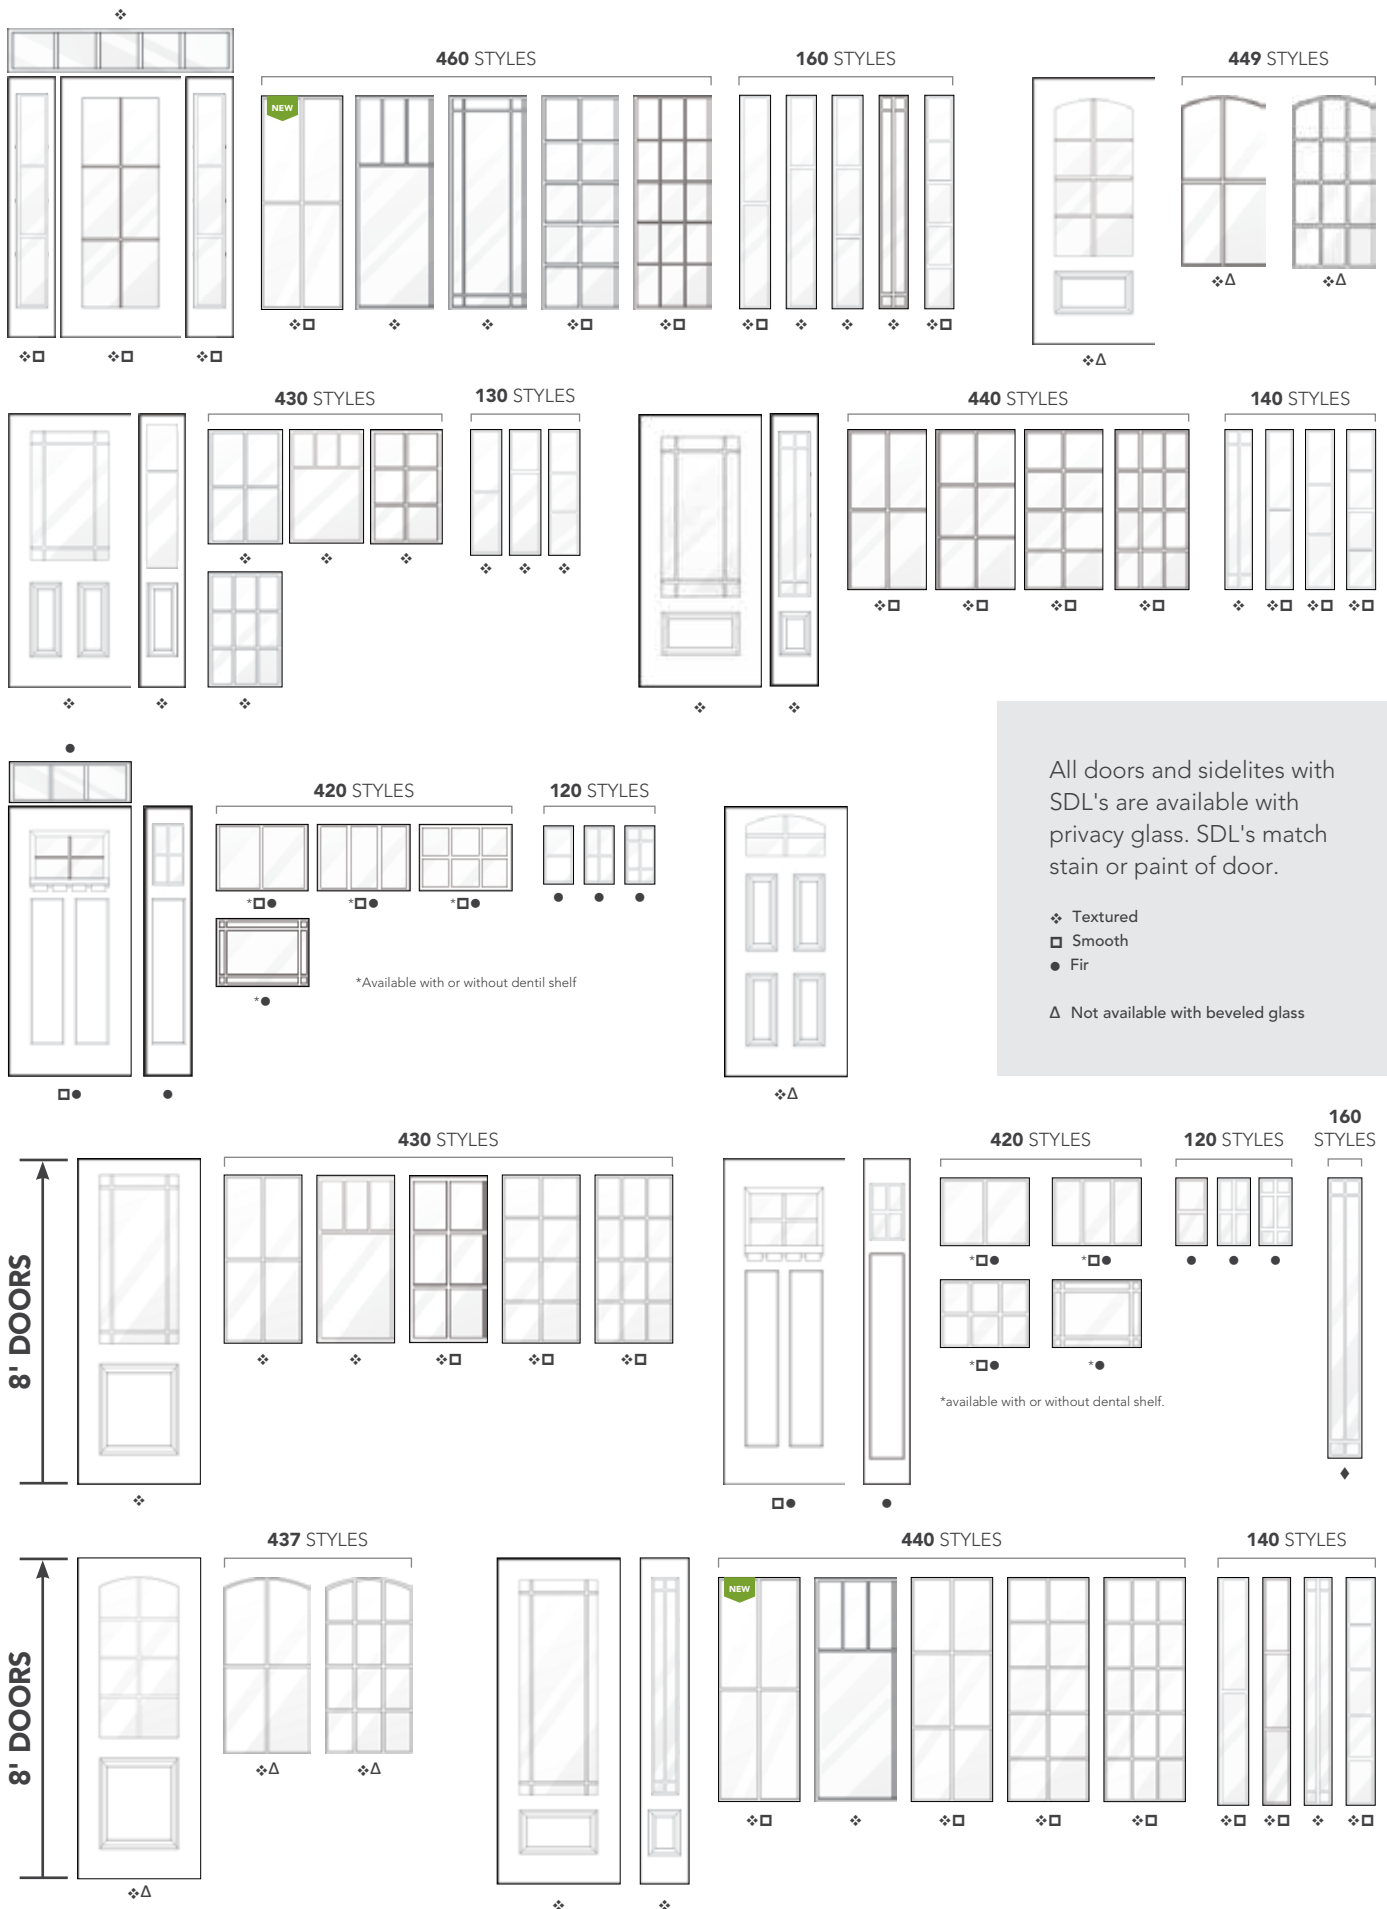 ❖
460 STYLES
160 STYLES
449 STYLES
NEW
❖□ ❖ ❖ ❖□ ❖□
❖□ ❖ ❖ ❖ ❖□
❖Δ ❖Δ
❖□ ❖□ ❖□
❖Δ
430 STYLES
130 STYLES
440 STYLES
140 STYLES
❖ ❖ ❖
❖ ❖ ❖
❖□ ❖□ ❖□ ❖□
❖ ❖□ ❖□ ❖□
❖ ❖ ❖
❖ ❖
●
420 STYLES
120 STYLES
*□● *□● *□●
● ● ●
*●
*Available with or without dentil shelf
□● ●
❖Δ
All doors and sidelites with
SDL's are available with
privacy glass. SDL's match
stain or paint of door.
❖ Textured
□ Smooth
● Fir
Δ Not available with beveled glass
8' DOORS
430 STYLES
420 STYLES
120 STYLES
160
STYLES
❖ ❖ ❖□ ❖□ ❖□
*□● *□●
● ● ●
*□● *●
*available with or without dental shelf.
♦
❖
□● ●
8' DOORS
437 STYLES
440 STYLES
140 STYLES
NEW
❖Δ ❖Δ
❖□ ❖ ❖□ ❖□ ❖□
❖□ ❖□ ❖ ❖□
❖Δ
❖ ❖